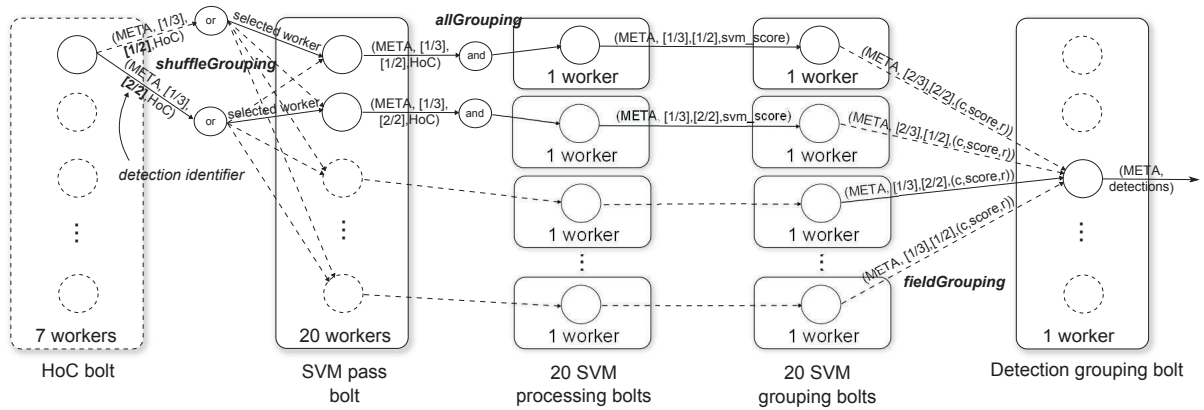 (META, [1/3],
[1/2],HoC)
or
selected worker
shuffleGrouping
(META, [1/3],
[2/2],HoC)
or
selected worker
detection identifier
7 workers
HoC bolt
(META, [1/3],
[1/2],HoC)
(META, [1/3],
[2/2],HoC)
20 workers
SVM pass
bolt
allGrouping
and
and
1 worker
1 worker
1 worker
1 worker
20 SVM
processing bolts
(META, [1/3],[1/2],svm_score)
(META, [1/3],[2/2],svm_score)
1 worker
1 worker
1 worker
1 worker
20 SVM
grouping bolts
(META, [2/3],[2/2],(c,score,r))
(META, [2/3],[1/2],(c,score,r))
(META, [1/3],[2/2],(c,score,r))
(META, [1/3],[1/2],(c,score,r))
fieldGrouping
(META,
detections)
1 worker
Detection grouping bolt